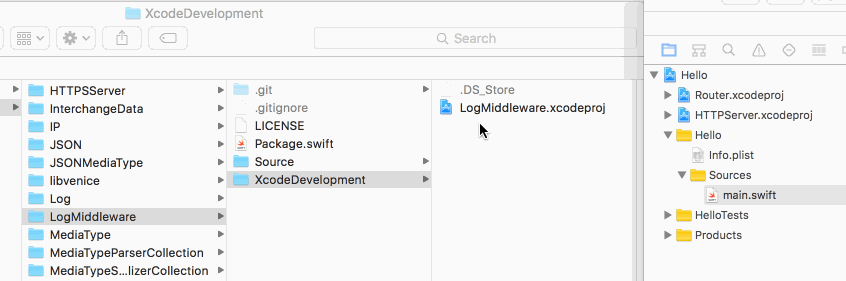 XcodeDevelopment
Search
HTTPSServer
InterchangeData
IP
JSON
JSONMediaType
libvenice
Log
LogMiddleware
MediaType
MediaTypeParserCollection
MediaTypeS...lizerCollection
.git
.gitignore
LICENSE
Package.swift
Source
XcodeDevelopment
.DS_Store
LogMiddleware.xcodeproj
Hello
Router.xcodeproj
HTTPServer.xcodeproj
Hello
Info.plist
Sources
main.swift
HelloTests
Products